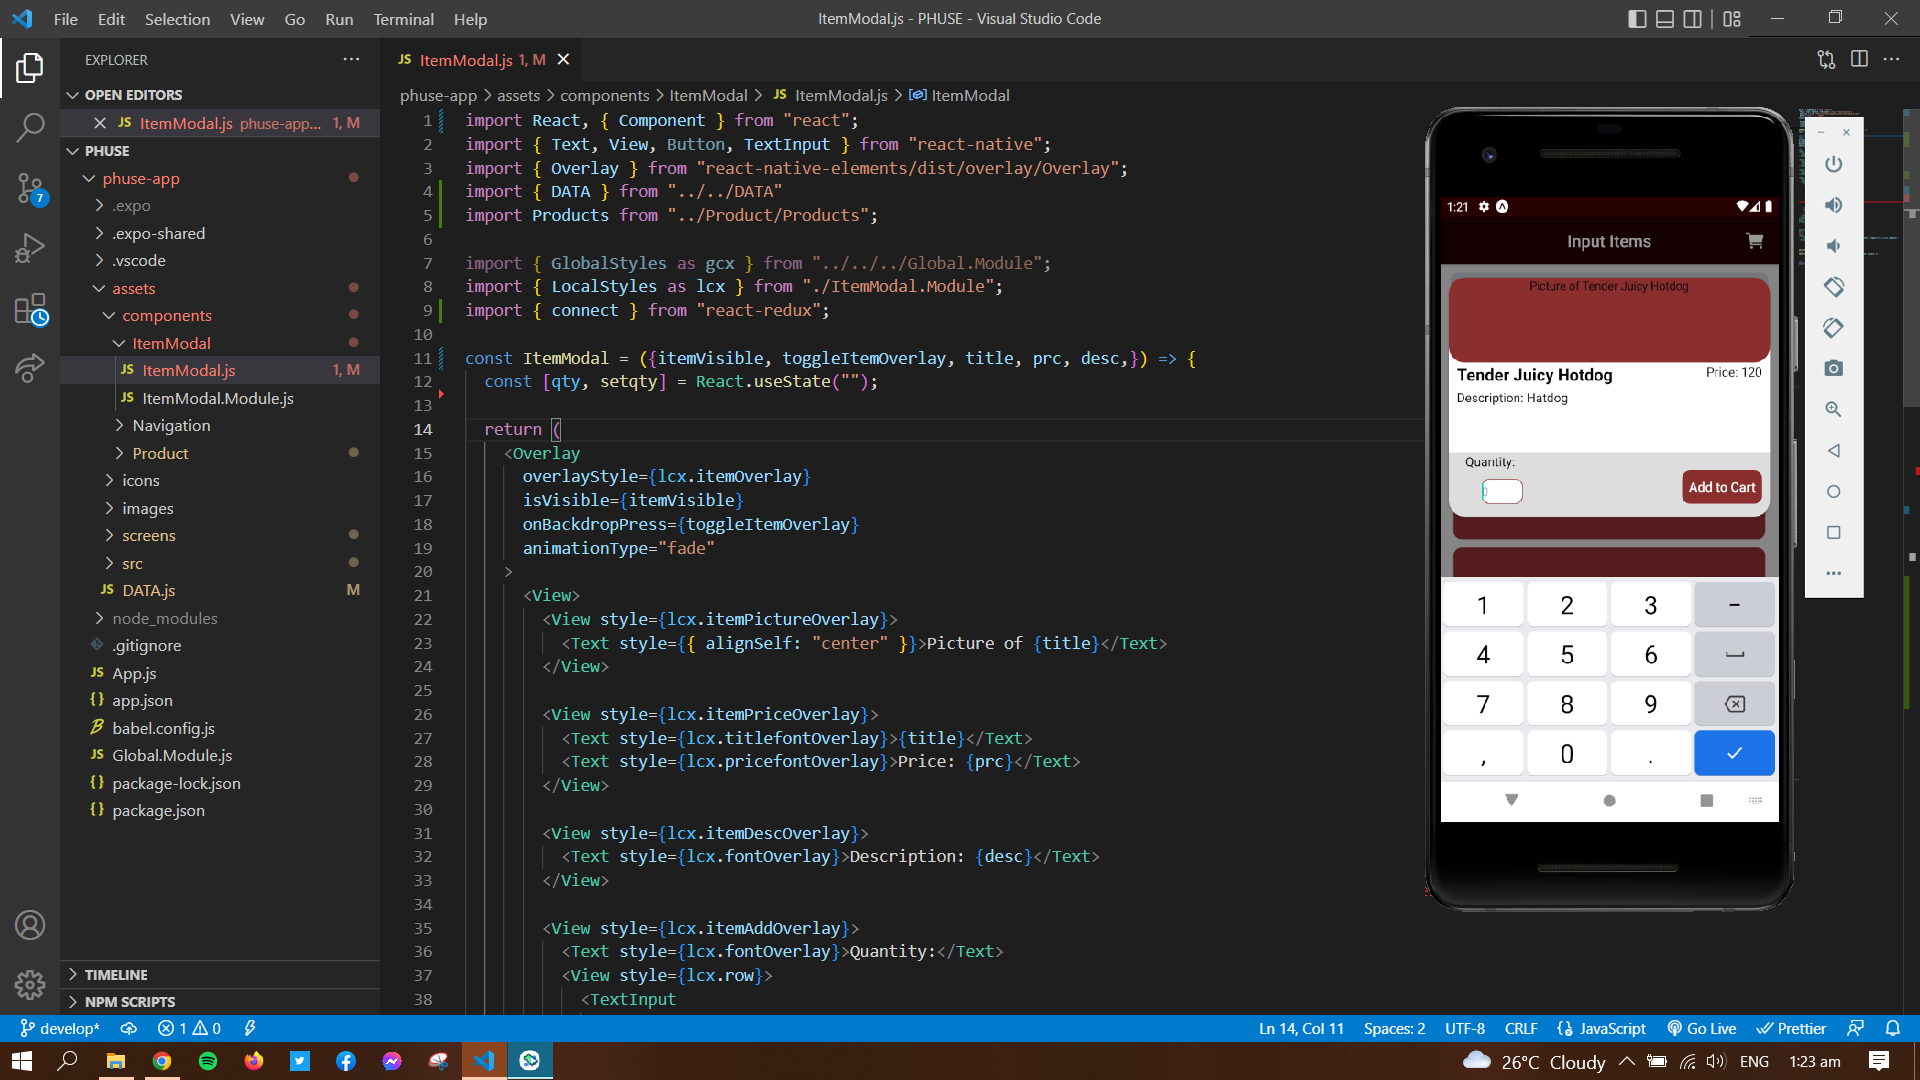 File Edit Selection View Go Run Terminal Help
ItemModal.js - PHUSE - Visual Studio Code
EXPLORER
OPEN EDITORS
JS ItemModal.js phuse-app... 1, M
PHUSE
phuse-app
.expo
.expo-shared
.vscode
assets
components
ItemModal
JS ItemModal.js 1, M
JS ItemModal.Module.js
Navigation
Product
icons
images
screens
src
JS DATA.js M
node_modules
.gitignore
JS App.js
{} app.json
babel.config.js
JS Global.Module.js
{} package-lock.json
{} package.json
TIMELINE
NPM SCRIPTS
7
JS ItemModal.js 1, M
phuse-app > assets > components > ItemModal > JS ItemModal.js > ItemModal
1 import React, { Component } from "react";
2 import { Text, View, Button, TextInput } from "react-native";
3 import { Overlay } from "react-native-elements/dist/overlay/Overlay";
4 import { DATA } from "../../DATA"
5 import Products from "../Product/Products";
6
7 import { GlobalStyles as gcx } from "../../../Global.Module";
8 import { LocalStyles as lcx } from "./ItemModal.Module";
9 import { connect } from "react-redux";
10
11 const ItemModal = ({itemVisible, toggleItemOverlay, title, prc, desc,}) => {
12 const [qty, setqty] = React.useState("");
13
14 return (
15 <Overlay
16 overlayStyle={lcx.itemOverlay}
17 isVisible={itemVisible}
18 onBackdropPress={toggleItemOverlay}
19 animationType="fade"
20 >
21 <View>
22 <View style={lcx.itemPictureOverlay}>
23 <Text style={{ alignSelf: "center" }}>Picture of {title}</Text>
24 </View>
25
26 <View style={lcx.itemPriceOverlay}>
27 <Text style={lcx.titlefontOverlay}>{title}</Text>
28 <Text style={lcx.pricefontOverlay}>Price: {prc}</Text>
29 </View>
30
31 <View style={lcx.itemDescOverlay}>
32 <Text style={lcx.fontOverlay}>Description: {desc}</Text>
33 </View>
34
35 <View style={lcx.itemAddOverlay}>
36 <Text style={lcx.fontOverlay}>Quantity:</Text>
37 <View style={lcx.row}>
38 <TextInput
1:21
Input Items
Picture of Tender Juicy Hotdog
Tender Juicy Hotdog Price: 120
Description: Hatdog
Quantity:
0
Add to Cart
1 2 3 -
4 5 6
7 8 9
, 0 .
develop* 1 0
Ln 14, Col 11 Spaces: 2 UTF-8 CRLF {} JavaScript Go Live Prettier
26°C Cloudy ENG 1:23 am